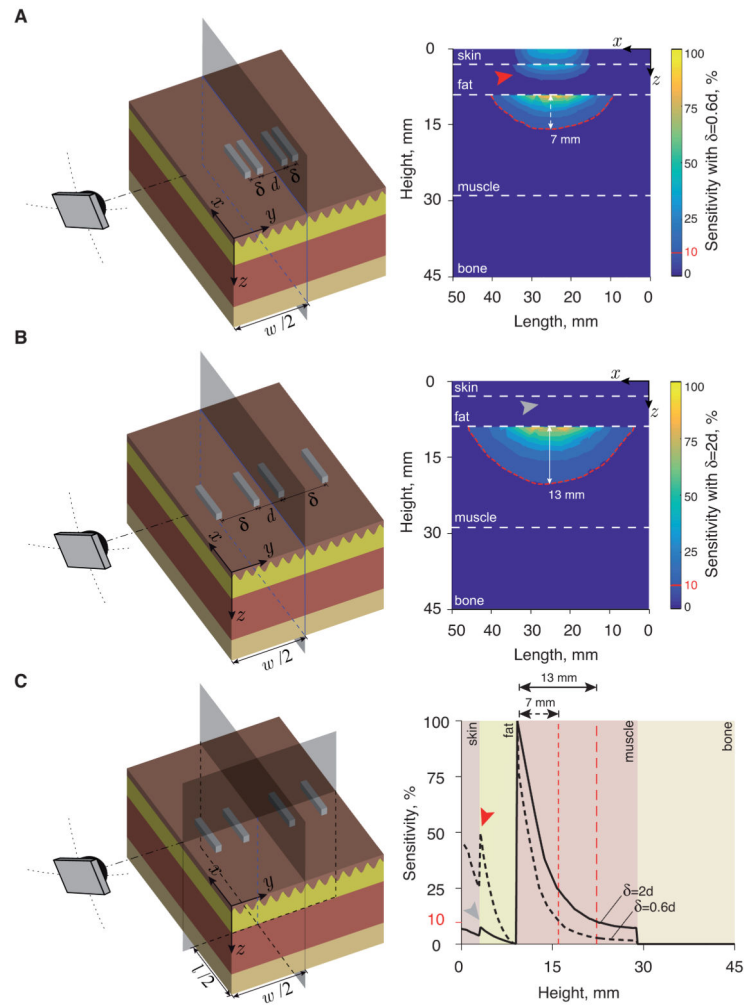 A
δ d δ
x
y
z
w/2
x
0
skin
z
fat
15
7 mm
Height, mm
muscle
30
bone
45
50 40 30 20 10 0
Length, mm
100
75
50
25
10
0
Sensitivity with δ=0.6d, %
B
δ d δ
x
y
z
w/2
x
0
skin
z
fat
15
13 mm
Height, mm
muscle
30
bone
45
50 40 30 20 10 0
Length, mm
100
75
50
25
10
0
Sensitivity with δ=2d, %
C
x
y
z
l/2
w/2
13 mm
7 mm
100
75
50
25
10
0
Sensitivity, %
skin
fat
muscle
bone
δ=2d
δ=0.6d
0 15 30 45
Height, mm